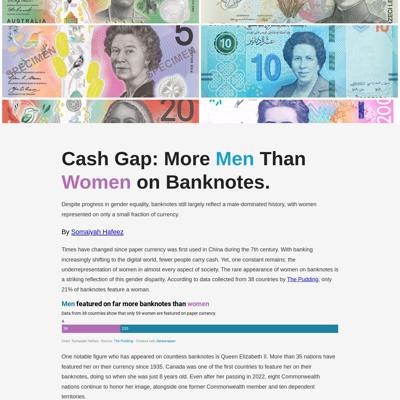 AUSTRALIA
5
SPECIMEN
10
20
200
Cash Gap: More Men Than
Women on Banknotes.
Despite progress in gender equality, banknotes still largely reflect a male-dominated history, with women
represented on only a small fraction of currency.
By Somaiyah Hafeez
Times have changed since paper currency was first used in China during the 7th century. With banking
increasingly shifting to the digital world, fewer people carry cash. Yet, one constant remains: the
underrepresentation of women in almost every aspect of society. The rare appearance of women on banknotes is
a striking reflection of this gender disparity. According to data collected from 38 countries by The Pudding, only
21% of banknotes feature a woman.
Men featured on far more banknotes than women
Data from 38 countries show that only 59 women are featured on paper currency.
59 220
Chart: Somaiyah Hafeez · Source: The Pudding · Created with Datawrapper
One notable figure who has appeared on countless banknotes is Queen Elizabeth II. More than 35 nations have
featured her on their currency since 1935. Canada was one of the first countries to feature her on their
banknotes, doing so when she was just 8 years old. Even after her passing in 2022, eight Commonwealth
nations continue to honor her image, alongside one former Commonwealth member and ten dependent
territories.